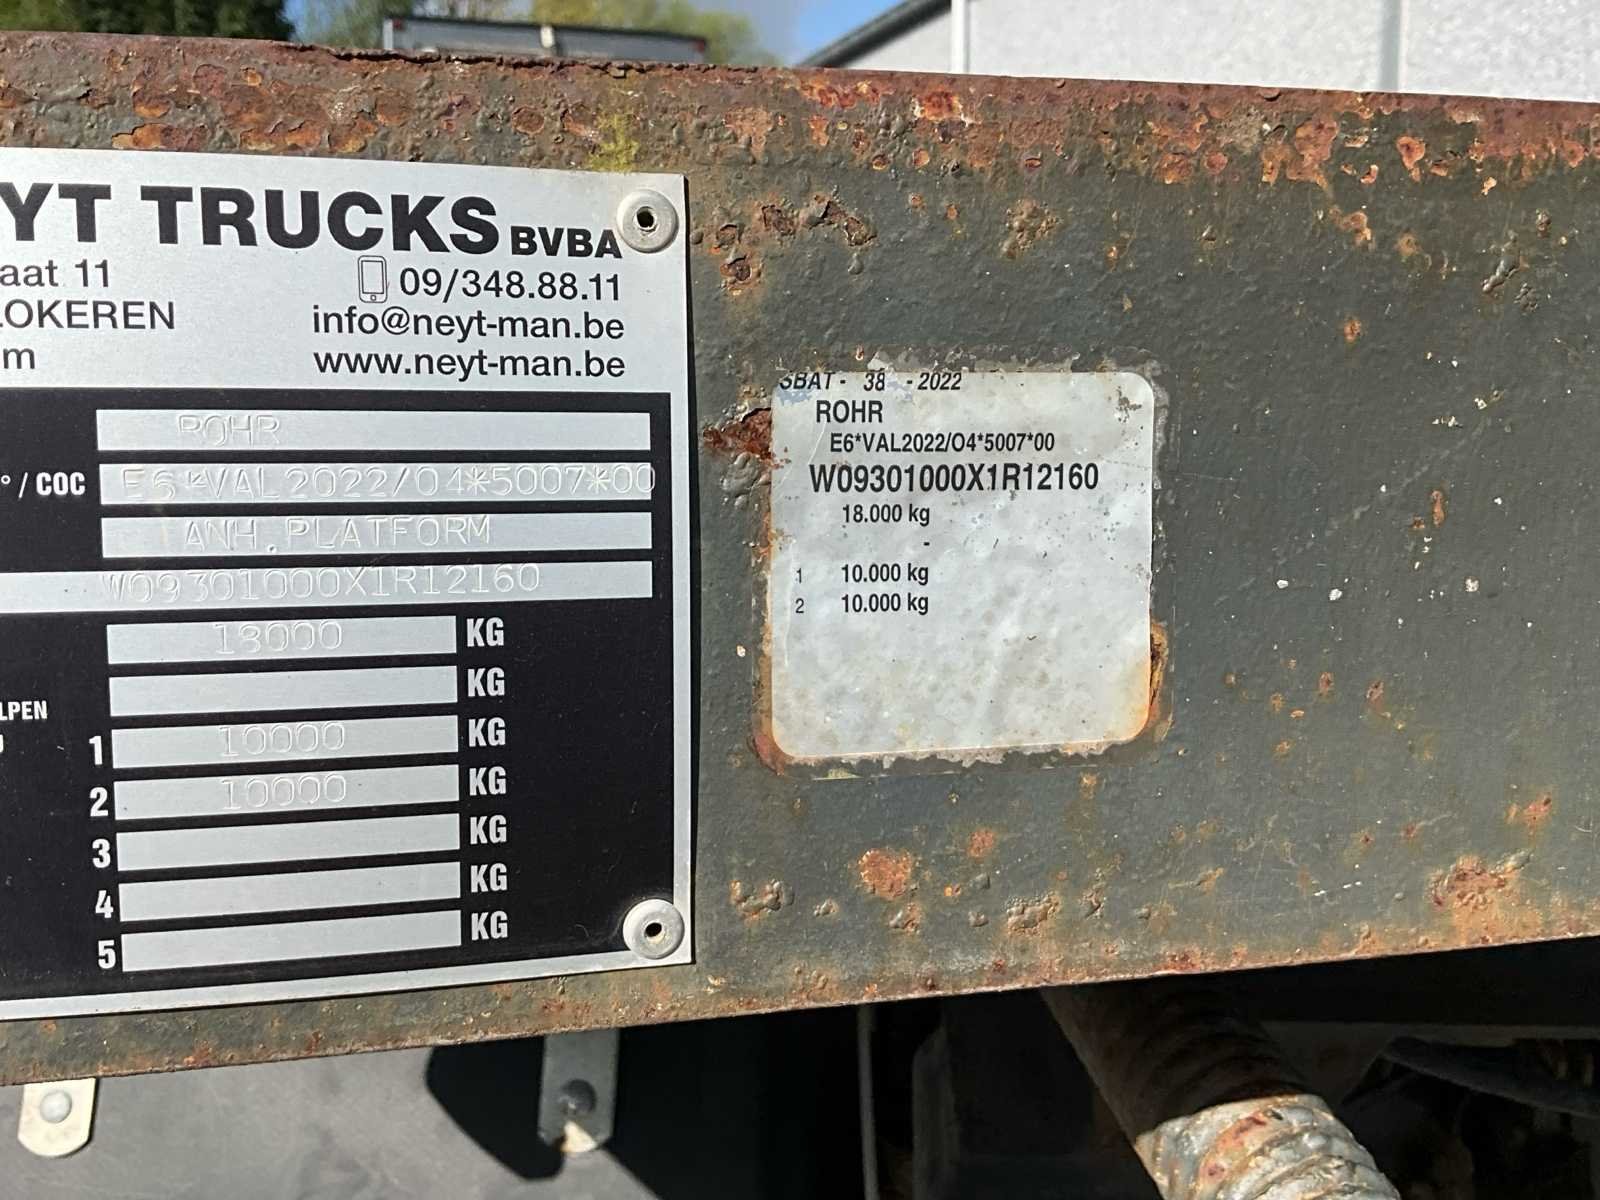 YT TRUCKS BVBA
aat 11
09/348.88.11
LOKEREN
info@neyt-man.be
m
www.neyt-man.be
ROHR
° / COC
E6*VAL2022/04*5007*00
ANH. PLATFORM
W09301000X1R12160
18000 KG
KG
LPEN
1 10000 KG
2 10000 KG
3 KG
4 KG
5 KG
SBAT - 38 - 2022
ROHR
E6*VAL2022/O4*5007*00
W09301000X1R12160
18.000 kg
-
1 10.000 kg
2 10.000 kg